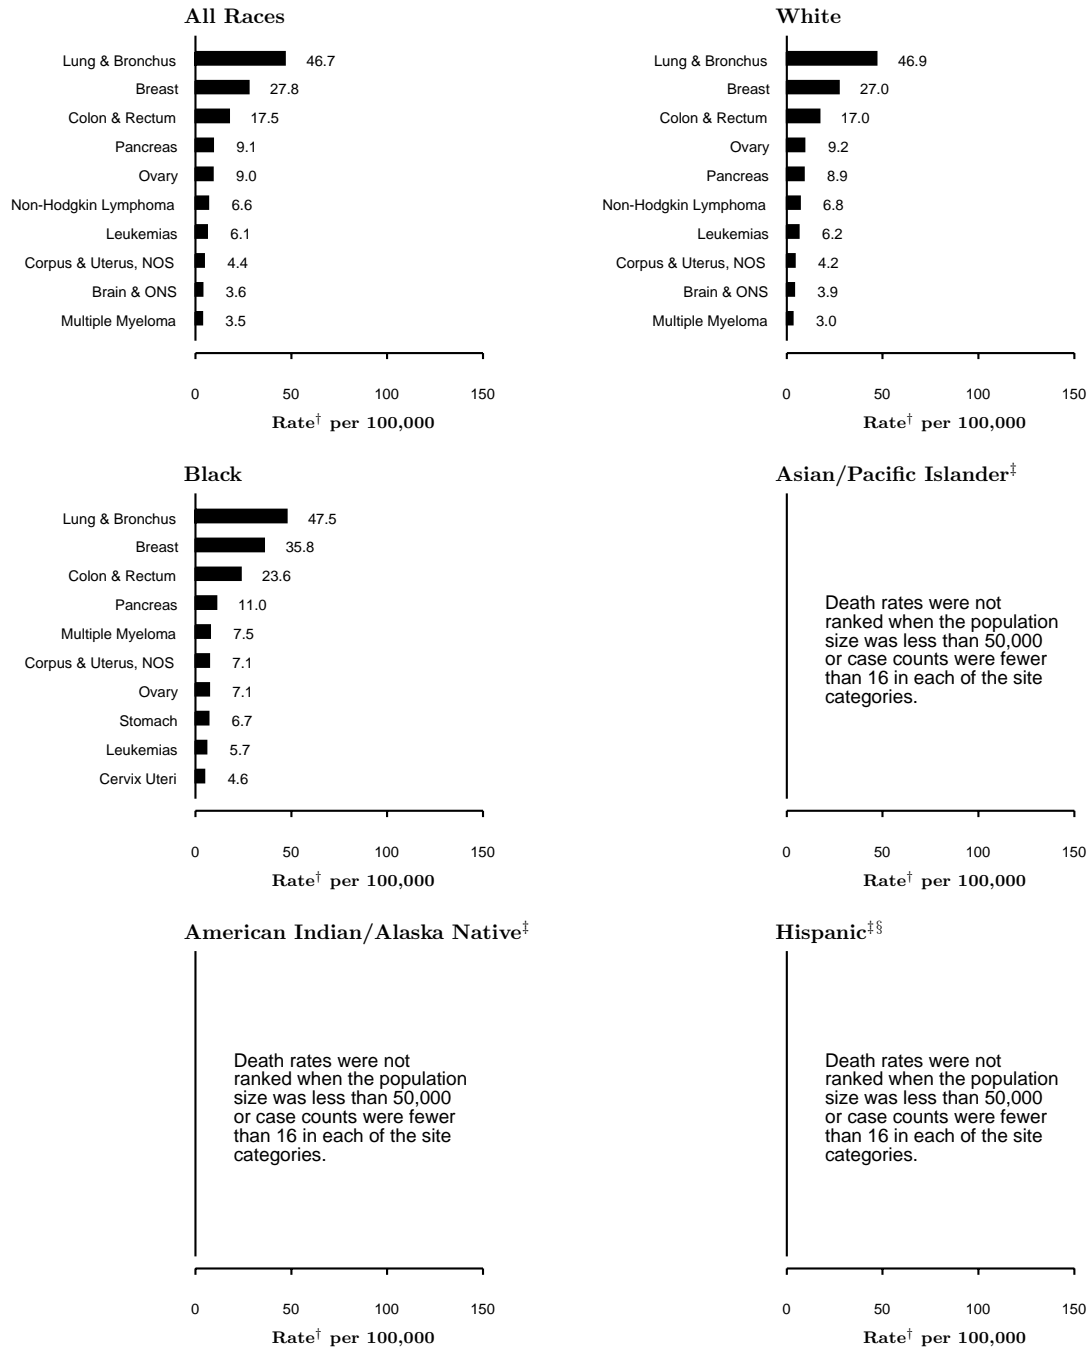 All Races
Lung & Bronchus 46.7
Breast 27.8
Colon & Rectum 17.5
Pancreas 9.1
Ovary 9.0
Non-Hodgkin Lymphoma 6.6
Leukemias 6.1
Corpus & Uterus, NOS 4.4
Brain & ONS 3.6
Multiple Myeloma 3.5
0 50 100 150
Rate† per 100,000
White
Lung & Bronchus 46.9
Breast 27.0
Colon & Rectum 17.0
Ovary 9.2
Pancreas 8.9
Non-Hodgkin Lymphoma 6.8
Leukemias 6.2
Corpus & Uterus, NOS 4.2
Brain & ONS 3.9
Multiple Myeloma 3.0
0 50 100 150
Rate† per 100,000
Black
Lung & Bronchus 47.5
Breast 35.8
Colon & Rectum 23.6
Pancreas 11.0
Multiple Myeloma 7.5
Corpus & Uterus, NOS 7.1
Ovary 7.1
Stomach 6.7
Leukemias 5.7
Cervix Uteri 4.6
0 50 100 150
Rate† per 100,000
Asian/Pacific Islander‡
Death rates were not
ranked when the population
size was less than 50,000
or case counts were fewer
than 16 in each of the site
categories.
0 50 100 150
Rate† per 100,000
American Indian/Alaska Native‡
Death rates were not
ranked when the population
size was less than 50,000
or case counts were fewer
than 16 in each of the site
categories.
0 50 100 150
Rate† per 100,000
Hispanic‡§
Death rates were not
ranked when the population
size was less than 50,000
or case counts were fewer
than 16 in each of the site
categories.
0 50 100 150
Rate† per 100,000